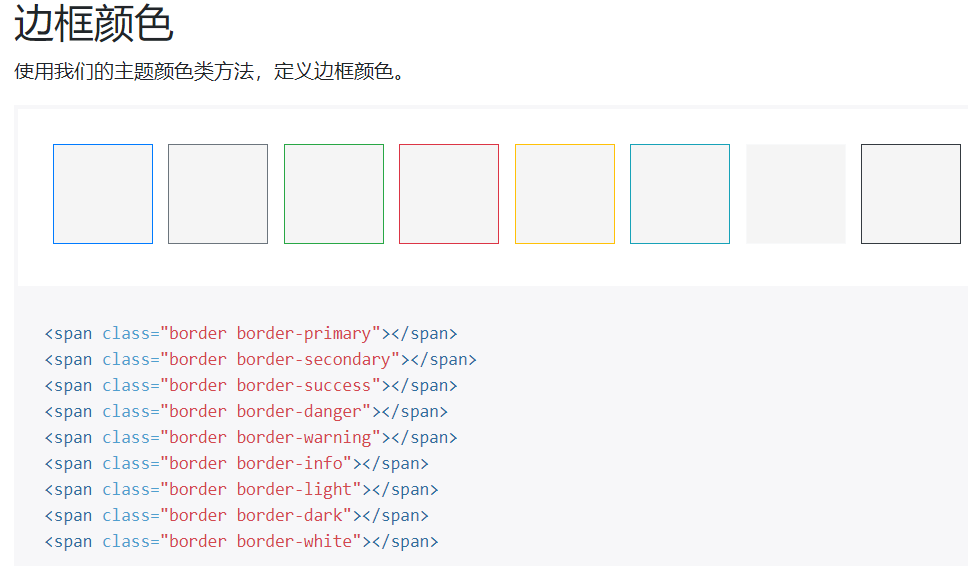 边框颜色
使用我们的主题颜色类方法，定义边框颜色。
<span class="border border-primary"></span>
<span class="border border-secondary"></span>
<span class="border border-success"></span>
<span class="border border-danger"></span>
<span class="border border-warning"></span>
<span class="border border-info"></span>
<span class="border border-light"></span>
<span class="border border-dark"></span>
<span class="border border-white"></span>